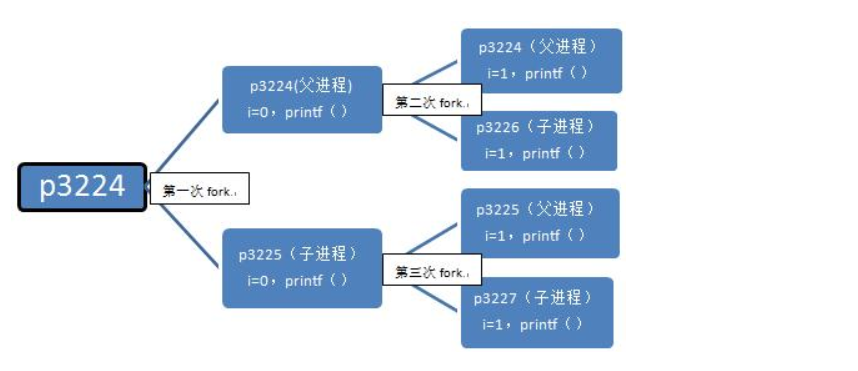 p3224
第一次 fork.
p3224(父进程)
i=0，printf（）
p3225（子进程）
i=0，printf（）
第二次 fork.
第三次 fork.
p3224（父进程）
i=1，printf（）
p3226（子进程）
i=1，printf（）
p3225（父进程）
i=1，printf（）
p3227（子进程）
i=1，printf（）